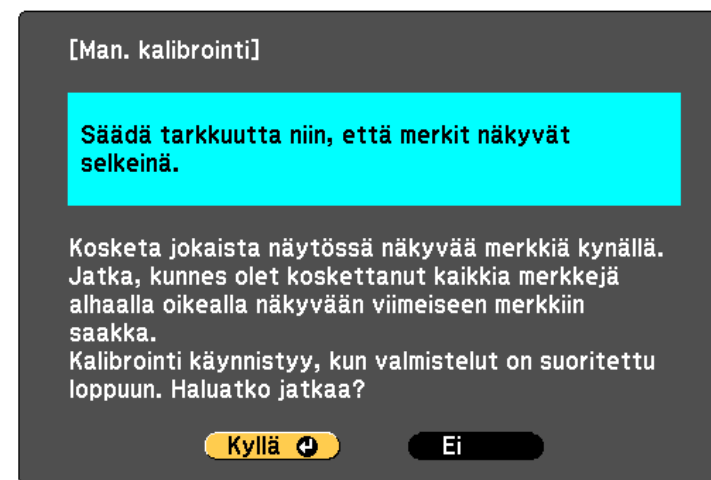 [Man. kalibrointi]
Säädä tarkkuutta niin, että merkit näkyvät
selkeinä.
Kosketa jokaista näytössä näkyvää merkkiä kynällä.
Jatka, kunnes olet koskettanut kaikkia merkkejä
alhaalla oikealla näkyvään viimeiseen merkkiin
saakka.
Kalibrointi käynnistyy, kun valmistelut on suoritettu
loppuun. Haluatko jatkaa?
Kyllä Ei